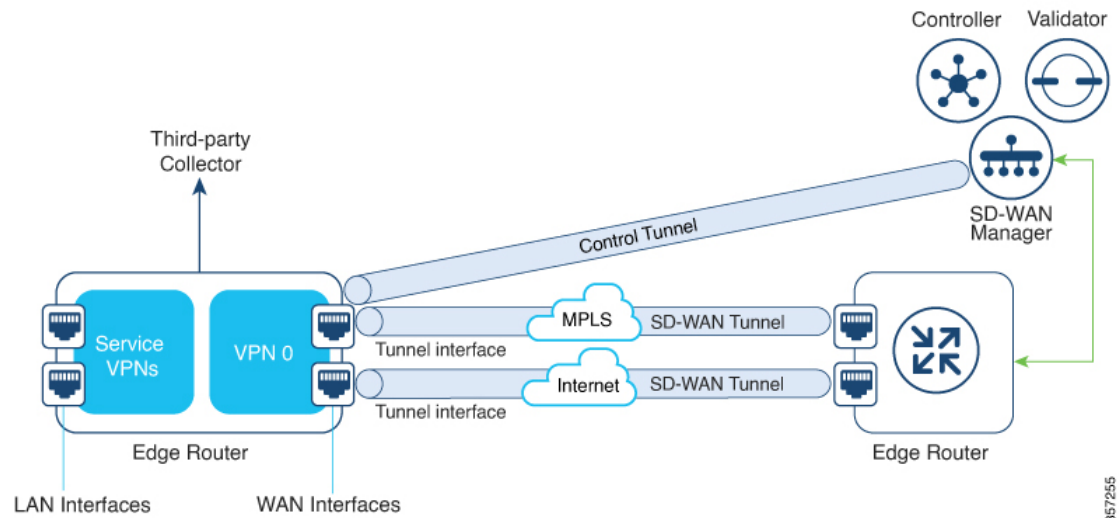 Controller
Validator
Third-party
Collector
SD-WAN
Manager
Control Tunnel
Service
VPNs
VPN 0
MPLS
SD-WAN Tunnel
Tunnel interface
Internet
SD-WAN Tunnel
Tunnel interface
Edge Router
Edge Router
LAN Interfaces
WAN Interfaces
357255